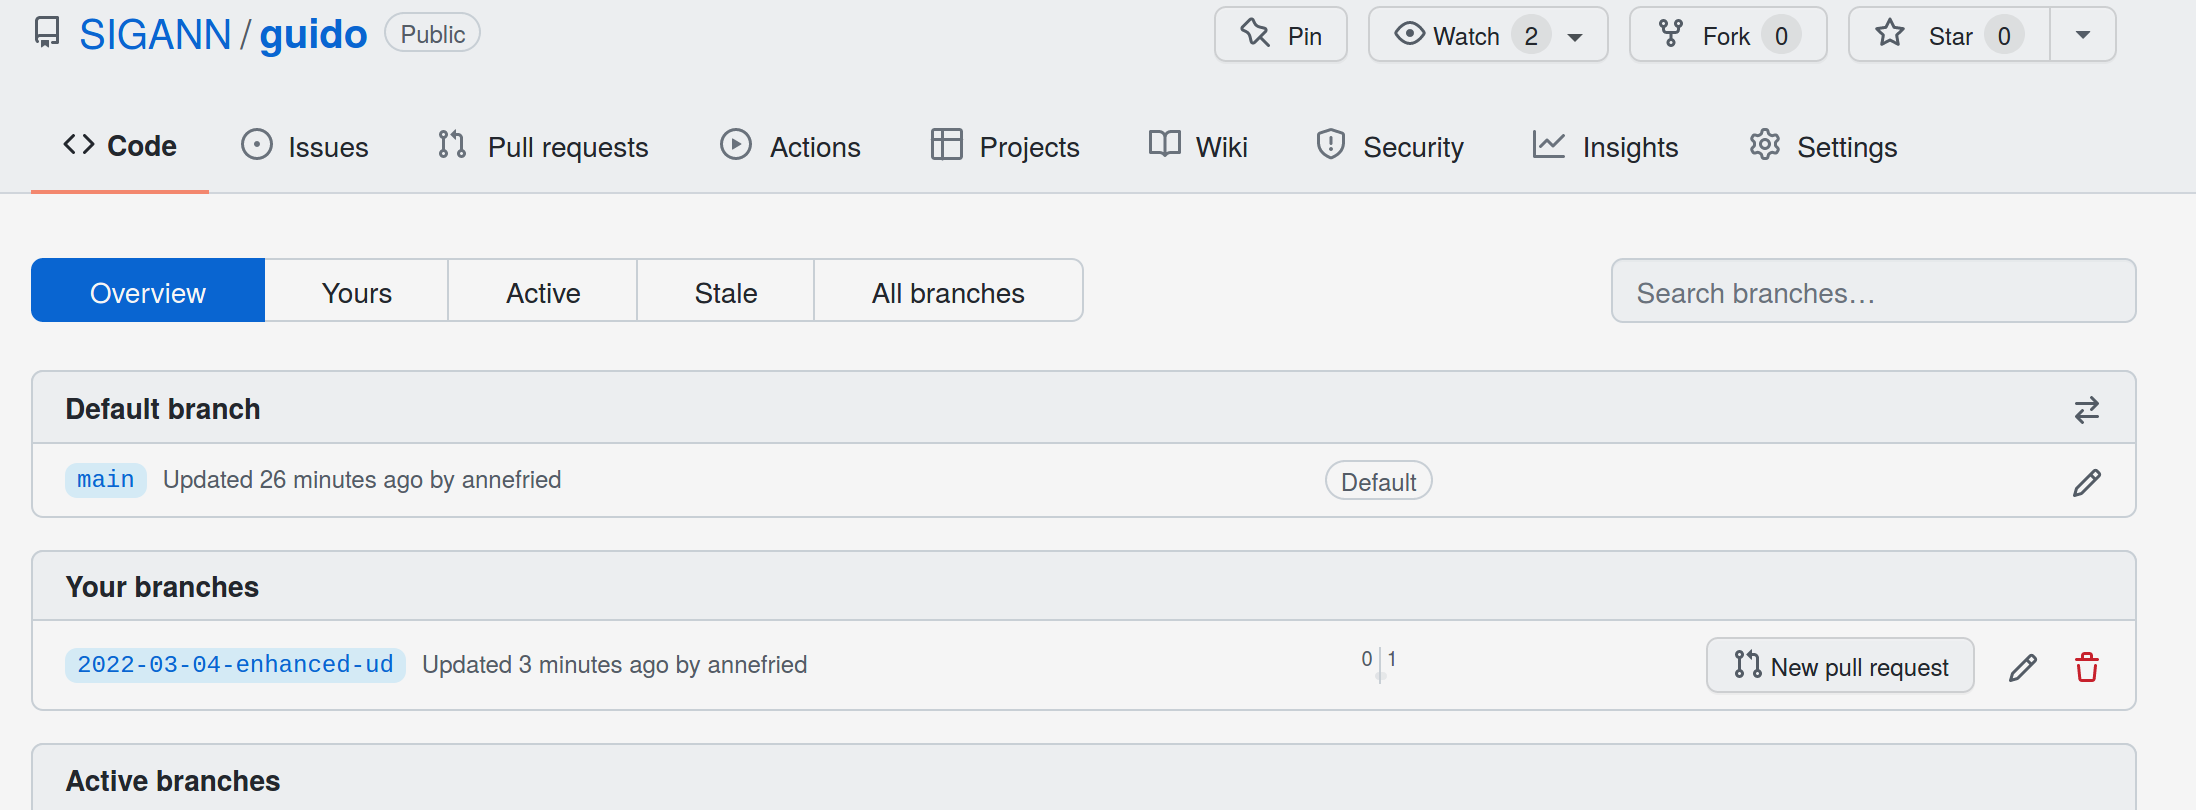 SIGANN / guido Public Pin Watch 2 Fork 0 Star 0
Code Issues Pull requests Actions Projects Wiki Security Insights Settings
Overview Yours Active Stale All branches Search branches…
Default branch
main Updated 26 minutes ago by annefried Default
Your branches
2022-03-04-enhanced-ud Updated 3 minutes ago by annefried 0 1 New pull request
Active branches